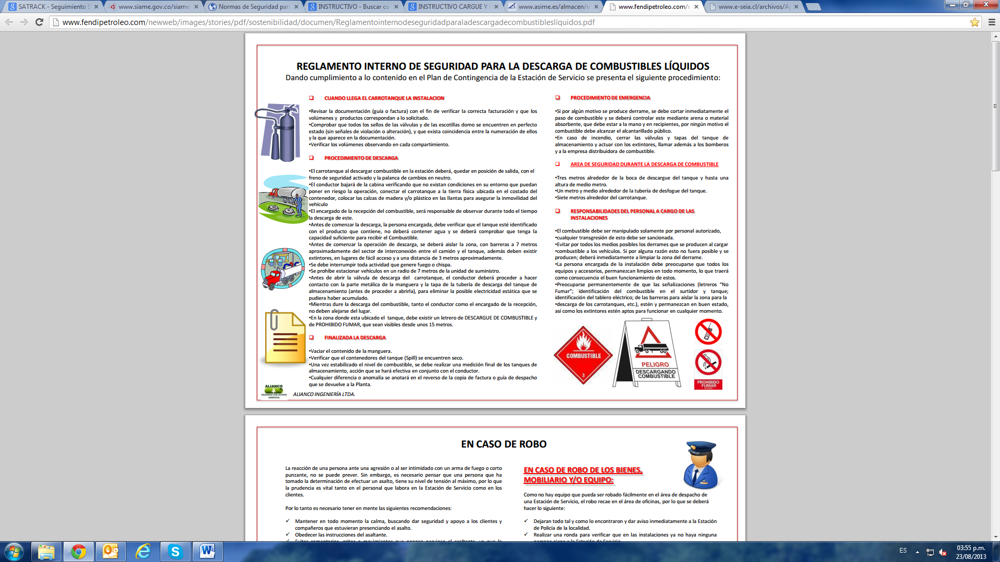 SATRACK - Seguimiento S
www.siame.gov.co/siame
Normas de Seguridad para
INSTRUCTIVO - Buscar co
INSTRUCTIVO CARGUE Y
www.asime.es/almacen/r
www.fendipetroleo.com/r
www.e-seia.cl/archivos/A
www.fendipetroleo.com/newweb/images/stories/pdf/sostenibilidad/documen/Reglamentointernodeseguridadparaladescargadecombustibleslíquidos.pdf
REGLAMENTO INTERNO DE SEGURIDAD PARA LA DESCARGA DE COMBUSTIBLES LÍQUIDOS
Dando cumplimiento a lo contenido en el Plan de Contingencia de la Estación de Servicio se presenta el siguiente procedimiento:
❑ CUANDO LLEGA EL CARROTANQUE LA INSTALACION
•Revisar la documentación (guía o factura) con el fin de verificar la correcta facturación y que los
volúmenes y productos correspondan a lo solicitado.
•Comprobar que todos los sellos de las válvulas y de las escotillas domo se encuentren en perfecto
estado (sin señales de violación o alteración), y que exista coincidencia entre la numeración de ellos
y la que aparece en la documentación.
•Verificar los volúmenes observando en cada compartimiento.
❑ PROCEDIMIENTO DE DESCARGA
•El carrotanque al descargar combustible en la estación deberá, quedar en posición de salida, con el
freno de seguridad activado y la palanca de cambios en neutro.
•El conductor bajará de la cabina verificando que no existan condiciones en su entorno que puedan
poner en riesgo la operación, conectar el carrotanque a la tierra física ubicada en el costado del
contenedor, colocar las calzas de madera y/o plástico en las llantas para asegurar la inmovilidad del
vehículo
•El encargado de la recepción del combustible, será responsable de observar durante todo el tiempo
la descarga de este.
•Antes de comenzar la descarga, la persona encargada, debe verificar que el tanque esté identificado
con el producto que contiene, no deberá contener agua y se deberá comprobar que tenga la
capacidad suficiente para recibir el Combustible.
•Antes de comenzar la operación de descarga, se deberá aislar la zona, con barreras a 7 metros
aproximadamente del sector de interconexión entre el camión y el tanque, además deben existir
extintores, en lugares de fácil acceso y a una distancia de 3 metros aproximadamente.
•Se debe interrumpir toda actividad que genere fuego o chispa.
•Se prohíbe estacionar vehículos en un radio de 7 metros de la unidad de suministro.
•Antes de abrir la válvula de descarga del carrotanque, el conductor deberá proceder a hacer
contacto con la parte metálica de la manguera y la tapa de la tubería de descarga del tanque de
almacenamiento (antes de proceder a abrirla), para eliminar la posible electricidad estática que se
pudiera haber acumulado.
•Mientras dure la descarga del combustible, tanto el conductor como el encargado de la recepción,
no deben alejarse del lugar.
•En la zona donde esta ubicado el tanque, debe existir un letrero de DESCARGUE DE COMBUSTIBLE y
de PROHIBIDO FUMAR, que sean visibles desde unos 15 metros.
❑ FINALIZADA LA DESCARGA
•Vaciar el contenido de la manguera.
•Verificar que el contenedores del tanque (Spill) se encuentren seco.
•Una vez estabilizado el nivel de combustible, se debe realizar una medición final de los tanques de
almacenamiento, acción que se hará efectiva en conjunto con el conductor.
•Cualquier diferencia o anomalía se anotará en el reverso de la copia de factura o guía de despacho
que se devuelve a la Planta.
ALIANCO
INGENIERIA CON CRITERIO
AMBIENTAL
ALIANCO INGENIERÍA LTDA.
❑ PROCEDIMIENTO DE EMERGENCIA
•Si por algún motivo se produce derrame, se debe cortar inmediatamente el
paso de combustible y se deberá controlar este mediante arena o material
absorbente, que debe estar a la mano y en recipientes, por ningún motivo el
combustible debe alcanzar el alcantarillado público.
•En caso de incendio, cerrar las válvulas y tapas del tanque de
almacenamiento y actuar con los extintores, llamar además a los bomberos
y a la empresa distribuidora de combustible.
❑ AREA DE SEGURIDAD DURANTE LA DESCARGA DE COMBUSTIBLE
•Tres metros alrededor de la boca de descargue del tanque y hasta una
altura de medio metro.
•Un metro y medio alrededor de la tubería de desfogue del tanque.
•Siete metros alrededor del carrotanque.
❑ RESPONSABILIDADES DEL PERSONAL A CARGO DE LAS
INSTALACIONES
•El combustible debe ser manipulado solamente por personal autorizado,
•cualquier transgresión de esto debe ser sancionada.
•Evitar por todos los medios posibles los derrames que se producen al cargar
•combustible a los vehículos. Si por alguna razón esto no fuera posible y se
producen; deberá inmediatamente a limpiar la zona del derrame.
•La persona encargada de la instalación debe preocuparse que todos los
equipos y accesorios, permanezcan limpios en todo momento, lo que traerá
como consecuencia el buen funcionamiento de estos.
•Preocuparse permanentemente de que las señalizaciones (letreros “No
Fumar”; identificación del combustible en el surtidor y tanque;
identificación del tablero eléctrico; de las barreras para aislar la zona para la
•descarga de los carrotanques, etc.), estén y permanezcan en buen estado,
así como los extintores estén aptos para funcionar en cualquier momento.
COMBUSTIBLE
3
PELIGRO
DESCARGANDO
COMBUSTIBLE
PROHIBIDO
FUMAR
EN CASO DE ROBO
La reacción de una persona ante una agresión o al ser intimidado con un arma de fuego o corto
punzante, no se puede prever. Sin embargo, es necesario pensar que una persona que ha
tomado la determinación de efectuar un asalto, tiene su nivel de tensión al máximo, por lo que
la prudencia es vital tanto en el personal que labora en la Estación de Servicio como en los
clientes.
Por lo tanto es necesario tener en mente las siguientes recomendaciones:
✓ Mantener en todo momento la calma, buscando dar seguridad y apoyo a los clientes y
compañeros que estuvieran presenciando el asalto.
✓ Obedecer las instrucciones del asaltante.
EN CASO DE ROBO DE LOS BIENES,
MOBILIARIO Y/O EQUIPO:
Como no hay equipo que pueda ser robado fácilmente en el área de despacho de
una Estación de Servicio, el robo recae en el área de oficinas, por lo que se deberá
hacer lo siguiente:
✓ Dejaran todo tal y como lo encontraron y dar aviso inmediatamente a la Estación
de Policía de la localidad.
✓ Realizar una ronda para verificar que en las instalaciones ya no haya ninguna
ES
03:55 p.m.
23/08/2013